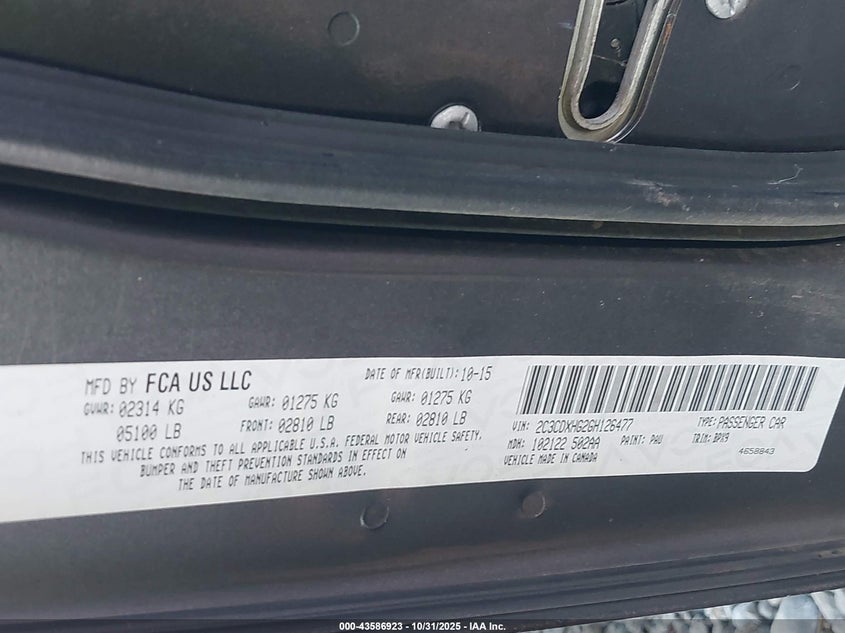 MFD BY FCA US LLC
DATE OF MFR(BUILT): 10-15
GVWR: 02314 KG
GAWR: 01275 KG
GAWR: 01275 KG
05100 LB
FRONT: 02810 LB
REAR: 02810 LB
THIS VEHICLE CONFORMS TO ALL APPLICABLE U.S.A. FEDERAL MOTOR VEHICLE SAFETY,
BUMPER AND THEFT PREVENTION STANDARDS IN EFFECT ON
THE DATE OF MANUFACTURE SHOWN ABOVE.
VIN: 2C3CDXHG2GH126477
TYPE: PASSENGER CAR
MDH: 102122 502AA
PAINT: PAU
TRIM: BPX9
VEHICLE MADE IN CANADA
4658843
000-43586923 - 10/31/2025 - IAA Inc.